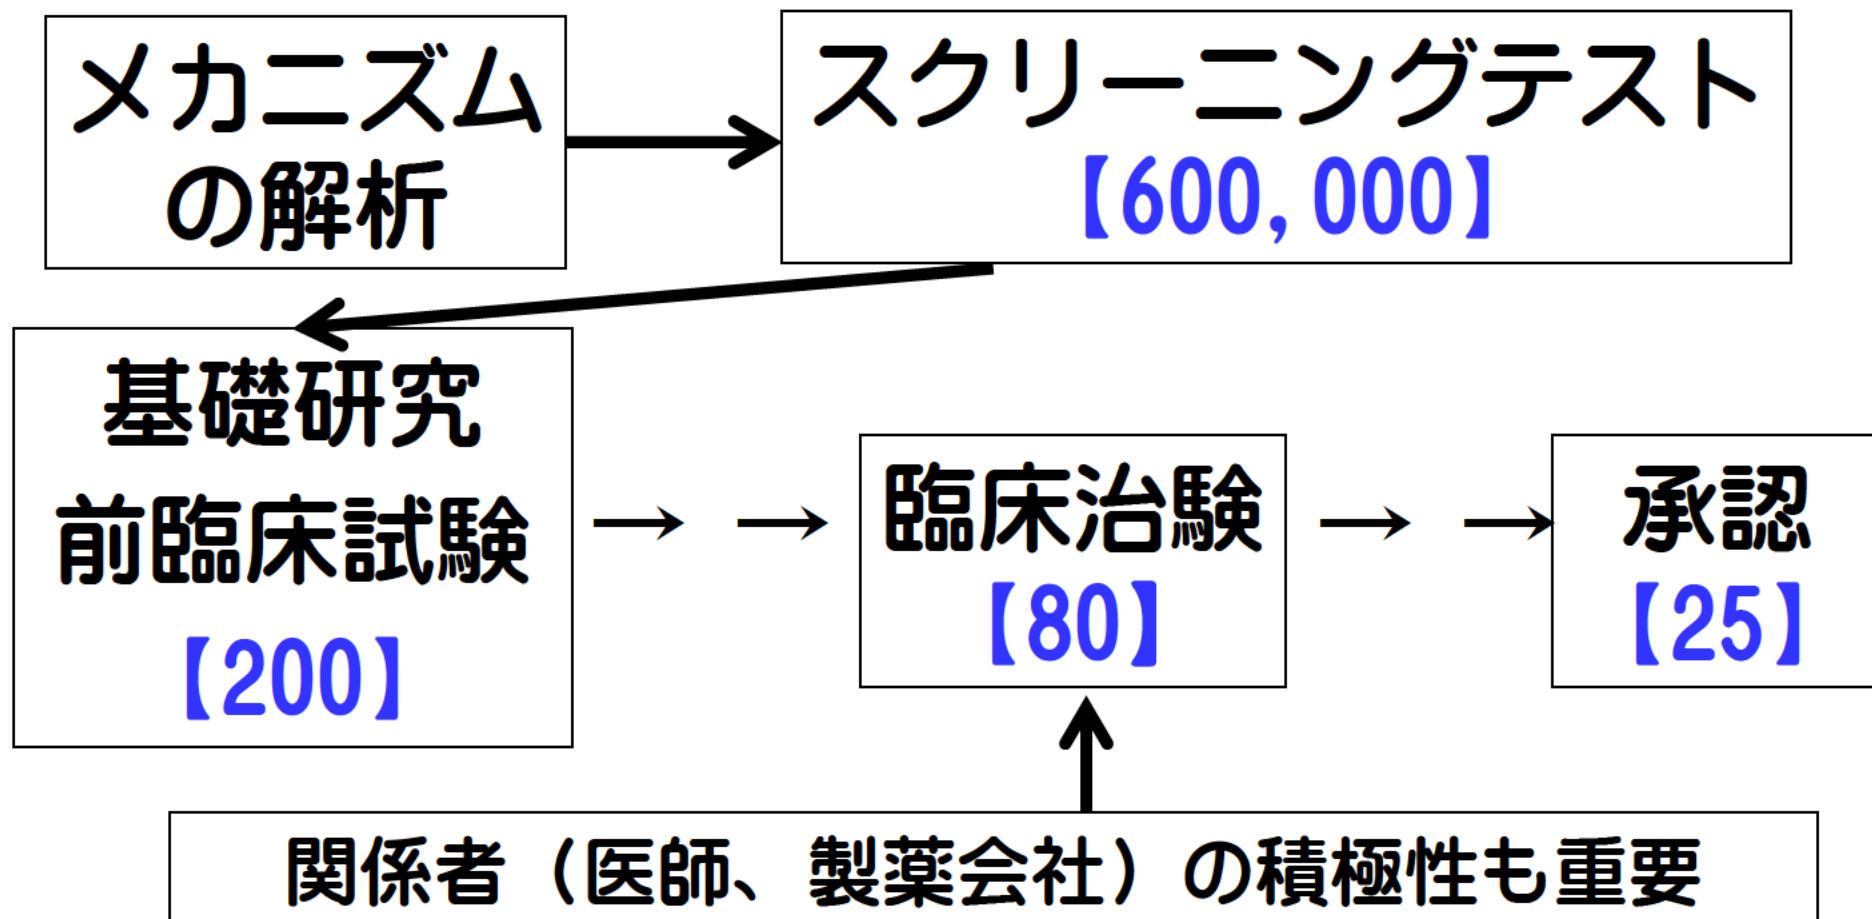 メカニズム
の解析
スクリーニングテスト
【600,000】
基礎研究
前臨床試験
【200】
→ → 
臨床治験
【80】
→ →
承認
【25】
関係者（医師、製薬会社）の積極性も重要